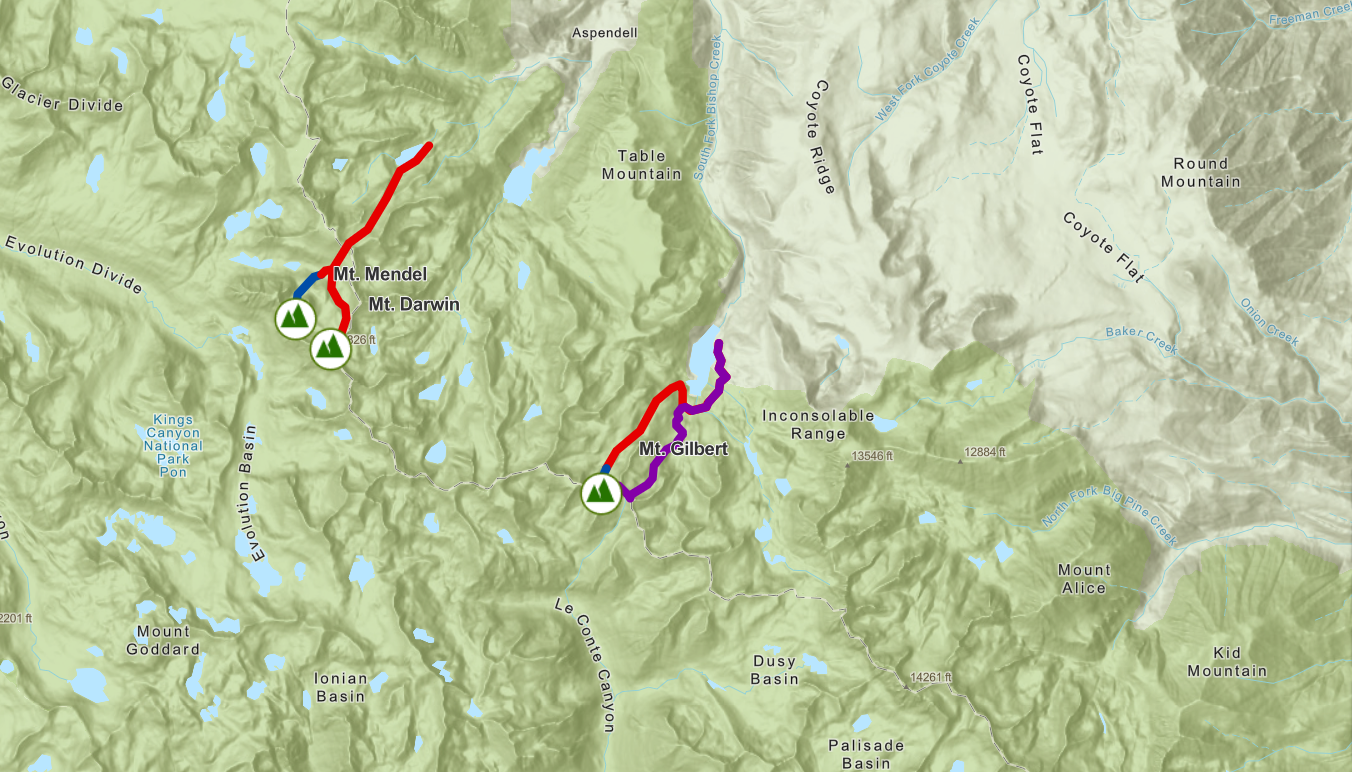 Freeman Creek
Aspendell
South Fork Bishop Creek
West Fork Coyote Creek
Coyote Flat
Glacier Divide
Coyote Ridge
Table
Mountain
Round
Mountain
Coyote Flat
Evolution Divide
Mt. Mendel
Mt. Darwin
826 ft
Onion Creek
Baker Creek
Kings
Canyon
National
Park
Pon
Evolution Basin
Inconsolable
Range
Mt. Gilbert
13546 ft
12884 ft
North Fork Big Pine Creek
on
Mount
Alice
2201 ft
Mount
Goddard
Le Conte Canyon
Ionian
Basin
Dusy
Basin
Kid
Mountain
14261 ft
Palisade
Basin